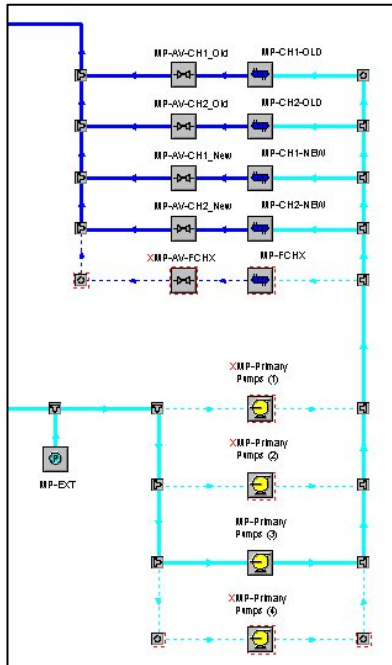 MP-AV-CH1_Old MP-CH1-OLD
MP-AV-CH2_Old MP-CH2-OLD
MP-AV-CH1_New MP-CH1-NEW
MP-AV-CH2_New MP-CH2-NEW
XMP-AV-FCHX MP-FCHX
XMP-Primary
Pumps (1)
XMP-Primary
Pumps (2)
P
MP-EXT
MP-Primary
Pumps (3)
XMP-Primary
Pumps (4)